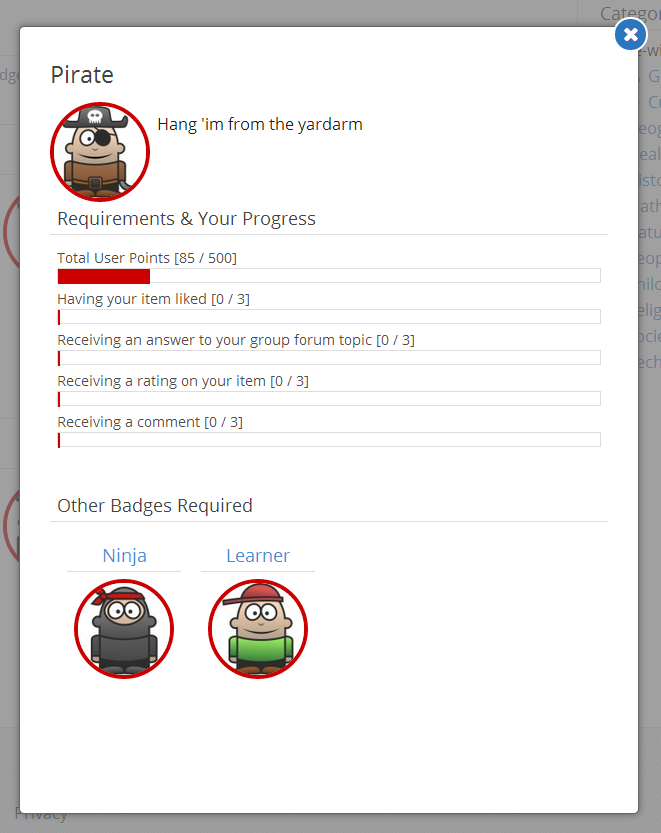 Pirate
Hang 'im from the yardarm
Requirements & Your Progress
Total User Points [85 / 500]
Having your item liked [0 / 3]
Receiving an answer to your group forum topic [0 / 3]
Receiving a rating on your item [0 / 3]
Receiving a comment [0 / 3]
Other Badges Required
Ninja
Learner
Privacy